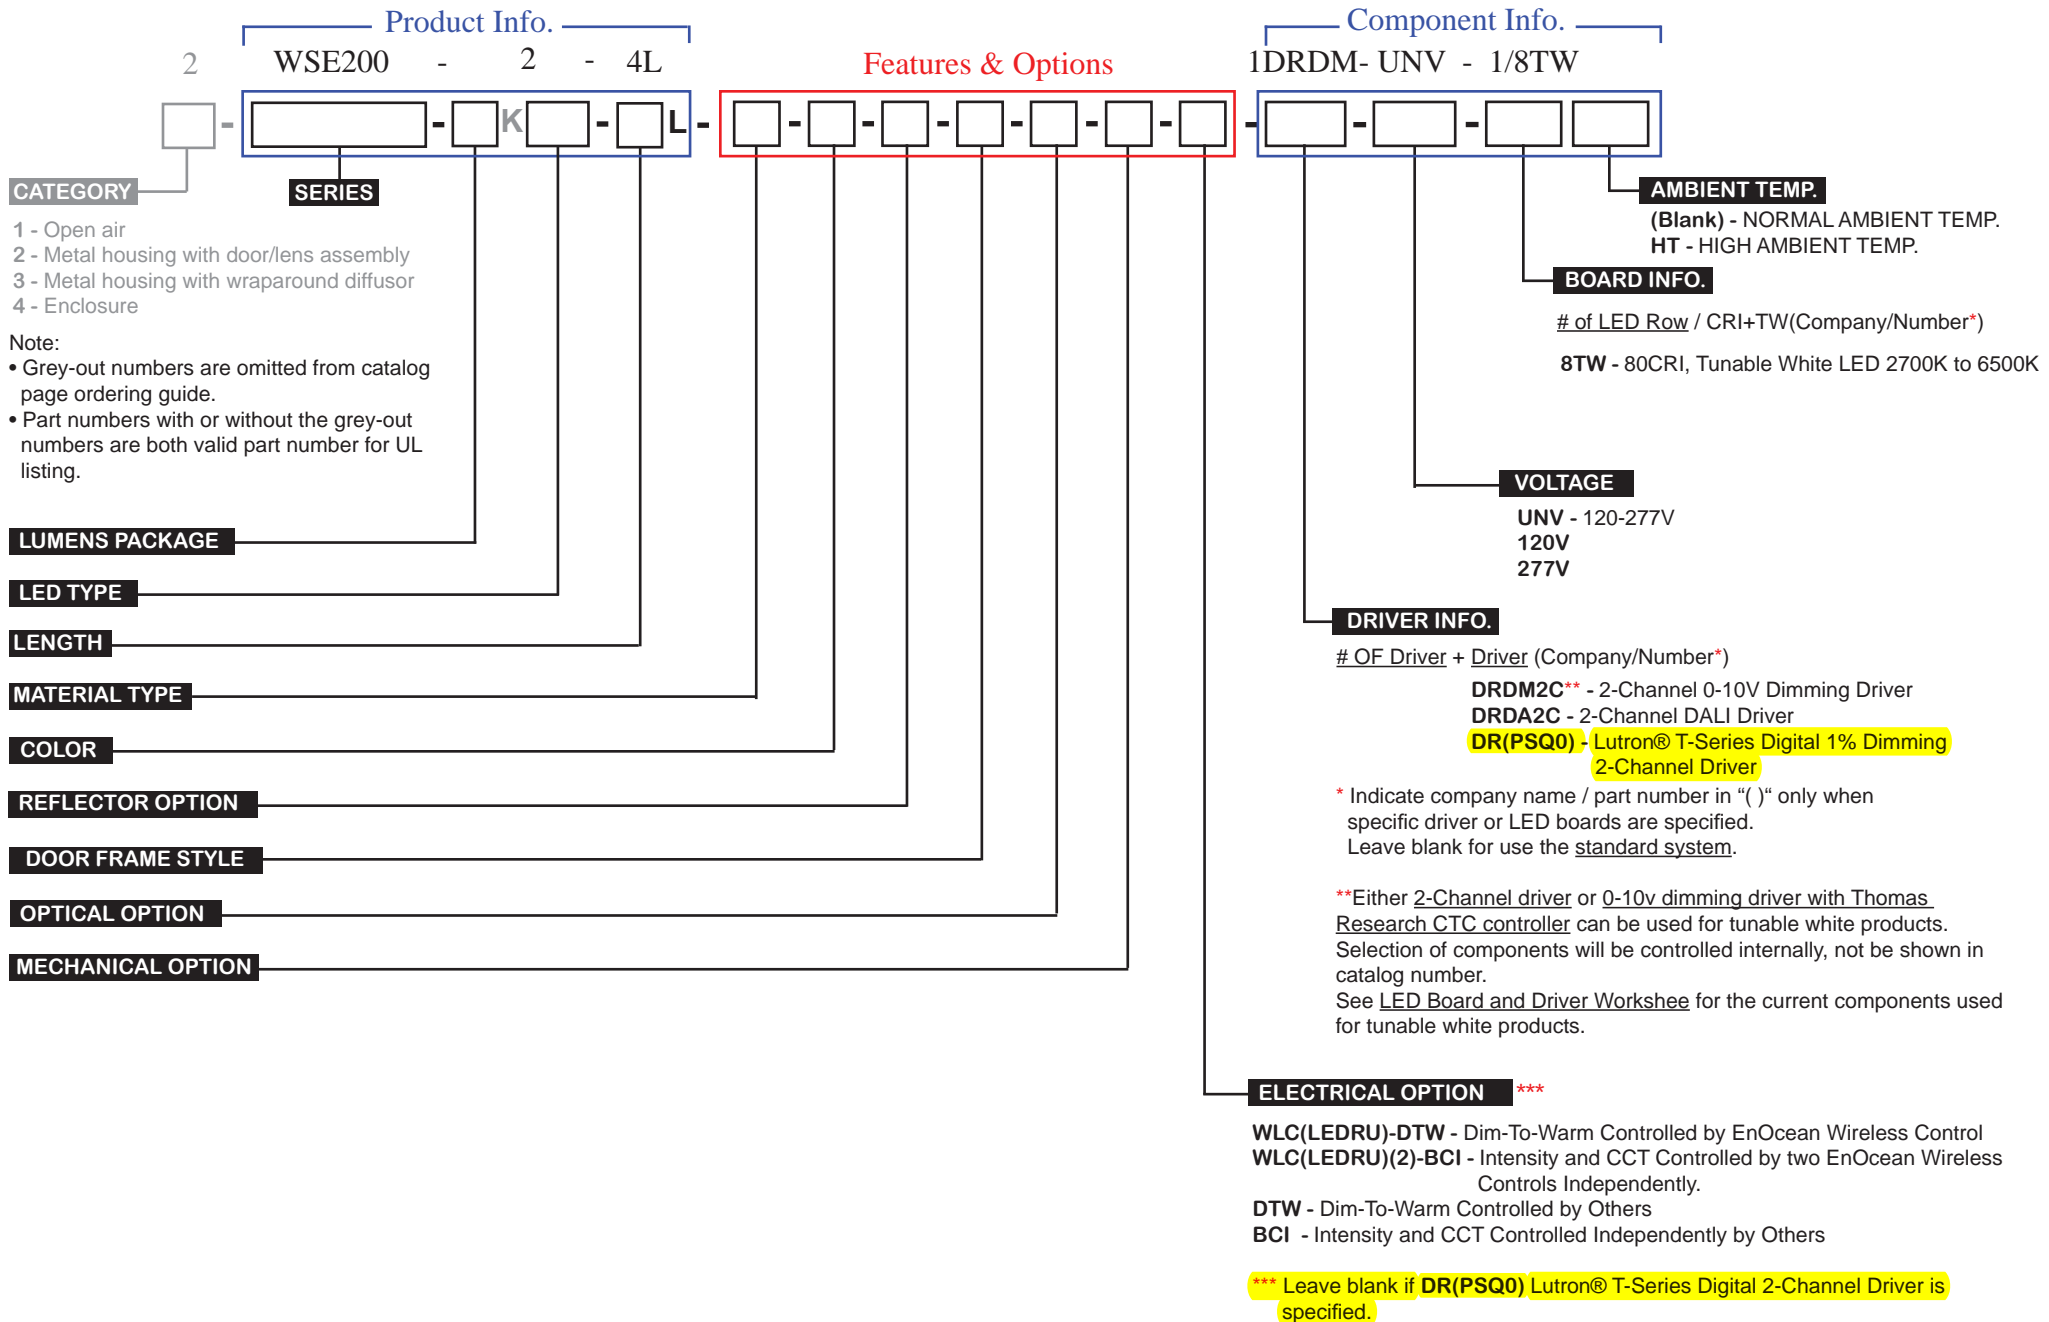 Product Info.
Component Info.
2 WSE200 - 2 - 4L
Features & Options
1DRDM- UNV - 1/8TW
- - K - L - - - - - - - - - -
CATEGORY
SERIES
1 - Open air
2 - Metal housing with door/lens assembly
3 - Metal housing with wraparound diffusor
4 - Enclosure
Note:
• Grey-out numbers are omitted from catalog
page ordering guide.
• Part numbers with or without the grey-out
numbers are both valid part number for UL
listing.
LUMENS PACKAGE
LED TYPE
LENGTH
MATERIAL TYPE
COLOR
REFLECTOR OPTION
DOOR FRAME STYLE
OPTICAL OPTION
MECHANICAL OPTION
AMBIENT TEMP.
(Blank) - NORMAL AMBIENT TEMP.
HT - HIGH AMBIENT TEMP.
BOARD INFO.
# of LED Row / CRI+TW(Company/Number*)
8TW - 80CRI, Tunable White LED 2700K to 6500K
VOLTAGE
UNV - 120-277V
120V
277V
DRIVER INFO.
# OF Driver + Driver (Company/Number*)
DRDM2C** - 2-Channel 0-10V Dimming Driver
DRDA2C - 2-Channel DALI Driver
DR(PSQ0) - Lutron® T-Series Digital 1% Dimming
2-Channel Driver
* Indicate company name / part number in “( )“ only when
specific driver or LED boards are specified.
Leave blank for use the standard system.
**Either 2-Channel driver or 0-10v dimming driver with Thomas
Research CTC controller can be used for tunable white products.
Selection of components will be controlled internally, not be shown in
catalog number.
See LED Board and Driver Workshee for the current components used
for tunable white products.
ELECTRICAL OPTION ***
WLC(LEDRU)-DTW - Dim-To-Warm Controlled by EnOcean Wireless Control
WLC(LEDRU)(2)-BCI - Intensity and CCT Controlled by two EnOcean Wireless
Controls Independently.
DTW - Dim-To-Warm Controlled by Others
BCI - Intensity and CCT Controlled Independently by Others
*** Leave blank if DR(PSQ0) Lutron® T-Series Digital 2-Channel Driver is
specified.